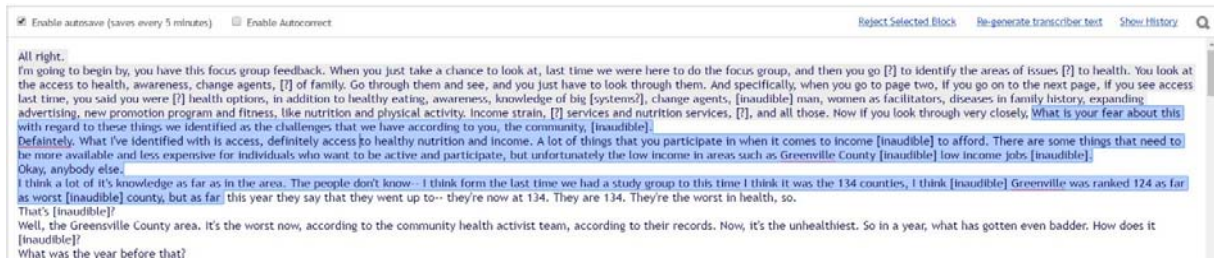 Enable autosave (saves every 5 minutes) Enable Autocorrect Reject Selected Block Re-generate transcriber text Show History
All right.
I'm going to begin by, you have this focus group feedback. When you just take a chance to look at, last time we were here to do the focus group, and then you go [?] to identify the areas of issues [?] to health. You look at
the access to health, awareness, change agents, [?] of family. Go through them and see, and you just have to look through them. And specifically, when you go to page two, if you go on to the next page, if you see access
last time, you said you were [?] health options, in addition to healthy eating, awareness, knowledge of big [systems?], change agents, [inaudible] man, women as facilitators, diseases in family history, expanding
advertising, new promotion program and fitness, like nutrition and physical activity. Income strain, [?] services and nutrition services, [?], and all those. Now if you look through very closely, What is your fear about this
with regard to these things we identified as the challenges that we have according to you, the community, [inaudible].
Defaintely. What I've identified with is access, definitely access to healthy nutrition and income. A lot of things that you participate in when it comes to income [inaudible] to afford. There are some things that need to
be more available and less expensive for individuals who want to be active and participate, but unfortunately the low income in areas such as Greenville County [inaudible] low income jobs [inaudible].
Okay, anybody else.
I think a lot of it's knowledge as far as in the area. The people don't know-- I think form the last time we had a study group to this time I think it was the 134 counties, I think [inaudible] Greenville was ranked 124 as far
as worst [inaudible] county, but as far this year they say that they went up to-- they're now at 134. They are 134. They're the worst in health, so.
That's [inaudible]?
Well, the Greensville County area. It's the worst now, according to the community health activist team, according to their records. Now, it's the unhealthiest. So in a year, what has gotten even badder. How does it
[inaudible]?
What was the year before that?